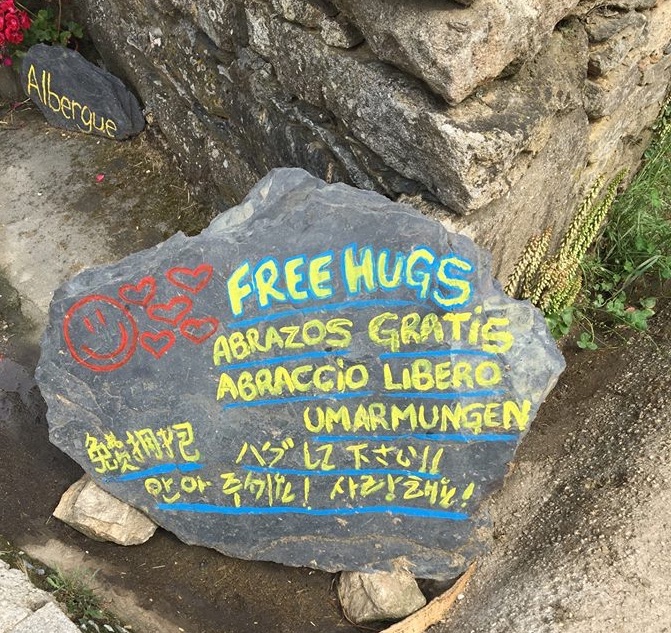 Albergue
FREE HUGS
ABRAZOS GRATIS
ABRACCIO LIBERO
UMARMUNGEN
免费拥抱 ハグして下さい!!
안아 주세요! 사랑해요!